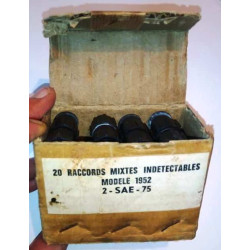 20 RACCORDS MIXTES INDETECTABLES
MODELE 1952
2-SAE-75